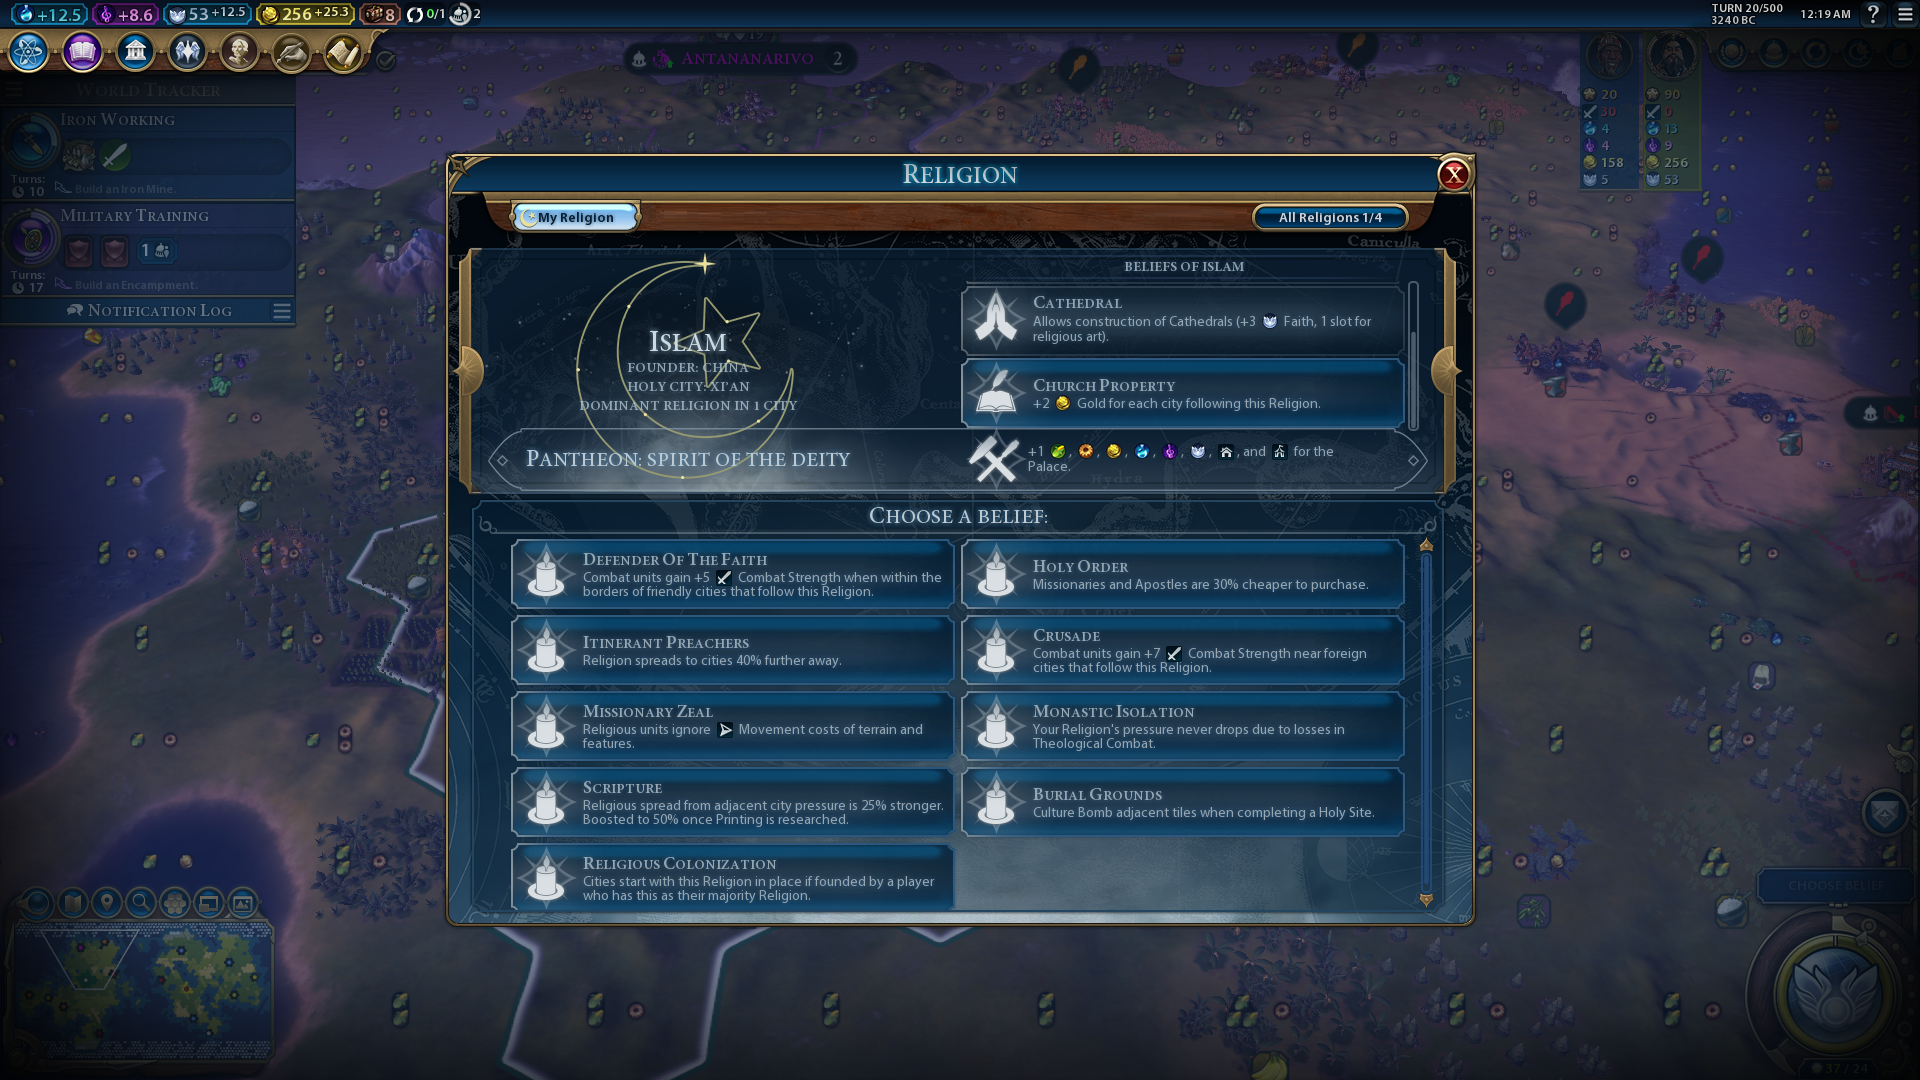 +12.5 +8.6 53 +12.5 256 +25.3 8 0/1 2
TURN 20/500
3240 BC
12:19 AM ?
19
ANTANANARIVO 2
WORLD TRACKER
IRON WORKING
Turns:
10
Build an Iron Mine.
MILITARY TRAINING
1
Turns:
17
Build an Encampment.
NOTIFICATION LOG
20 90
30 0
4 13
4 9
158 256
5 53
RELIGION
X
My Religion
All Religions 1/4
Canicula
ISLAM
FOUNDER: CHINA
HOLY CITY: XI'AN
DOMINANT RELIGION IN 1 CITY
BELIEFS OF ISLAM
CATHEDRAL
Allows construction of Cathedrals (+3 Faith, 1 slot for
religious art).
CHURCH PROPERTY
+2 Gold for each city following this Religion.
PANTHEON: SPIRIT OF THE DEITY
+1 , , , , , , , and for the
Palace.
Hydra
CHOOSE A BELIEF:
DEFENDER OF THE FAITH
Combat units gain +5 Combat Strength when within the
borders of friendly cities that follow this Religion.
HOLY ORDER
Missionaries and Apostles are 30% cheaper to purchase.
ITINERANT PREACHERS
Religion spreads to cities 40% further away.
CRUSADE
Combat units gain +7 Combat Strength near foreign
cities that follow this Religion.
MISSIONARY ZEAL
Religious units ignore Movement costs of terrain and
features.
MONASTIC ISOLATION
Your Religion's pressure never drops due to losses in
Theological Combat.
SCRIPTURE
Religious spread from adjacent city pressure is 25% stronger.
Boosted to 50% once Printing is researched.
BURIAL GROUNDS
Culture Bomb adjacent tiles when completing a Holy Site.
RELIGIOUS COLONIZATION
Cities start with this Religion in place if founded by a player
who has this as their majority Religion.
CHOOSE BELIEF
37 / 24